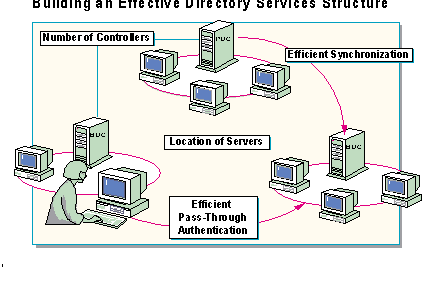 Building an Effective Directory Services Structure
Number of Controllers
PDC
Efficient Synchronization
BDC
Location of Servers
BDC
Efficient
Pass-Through
Authentication